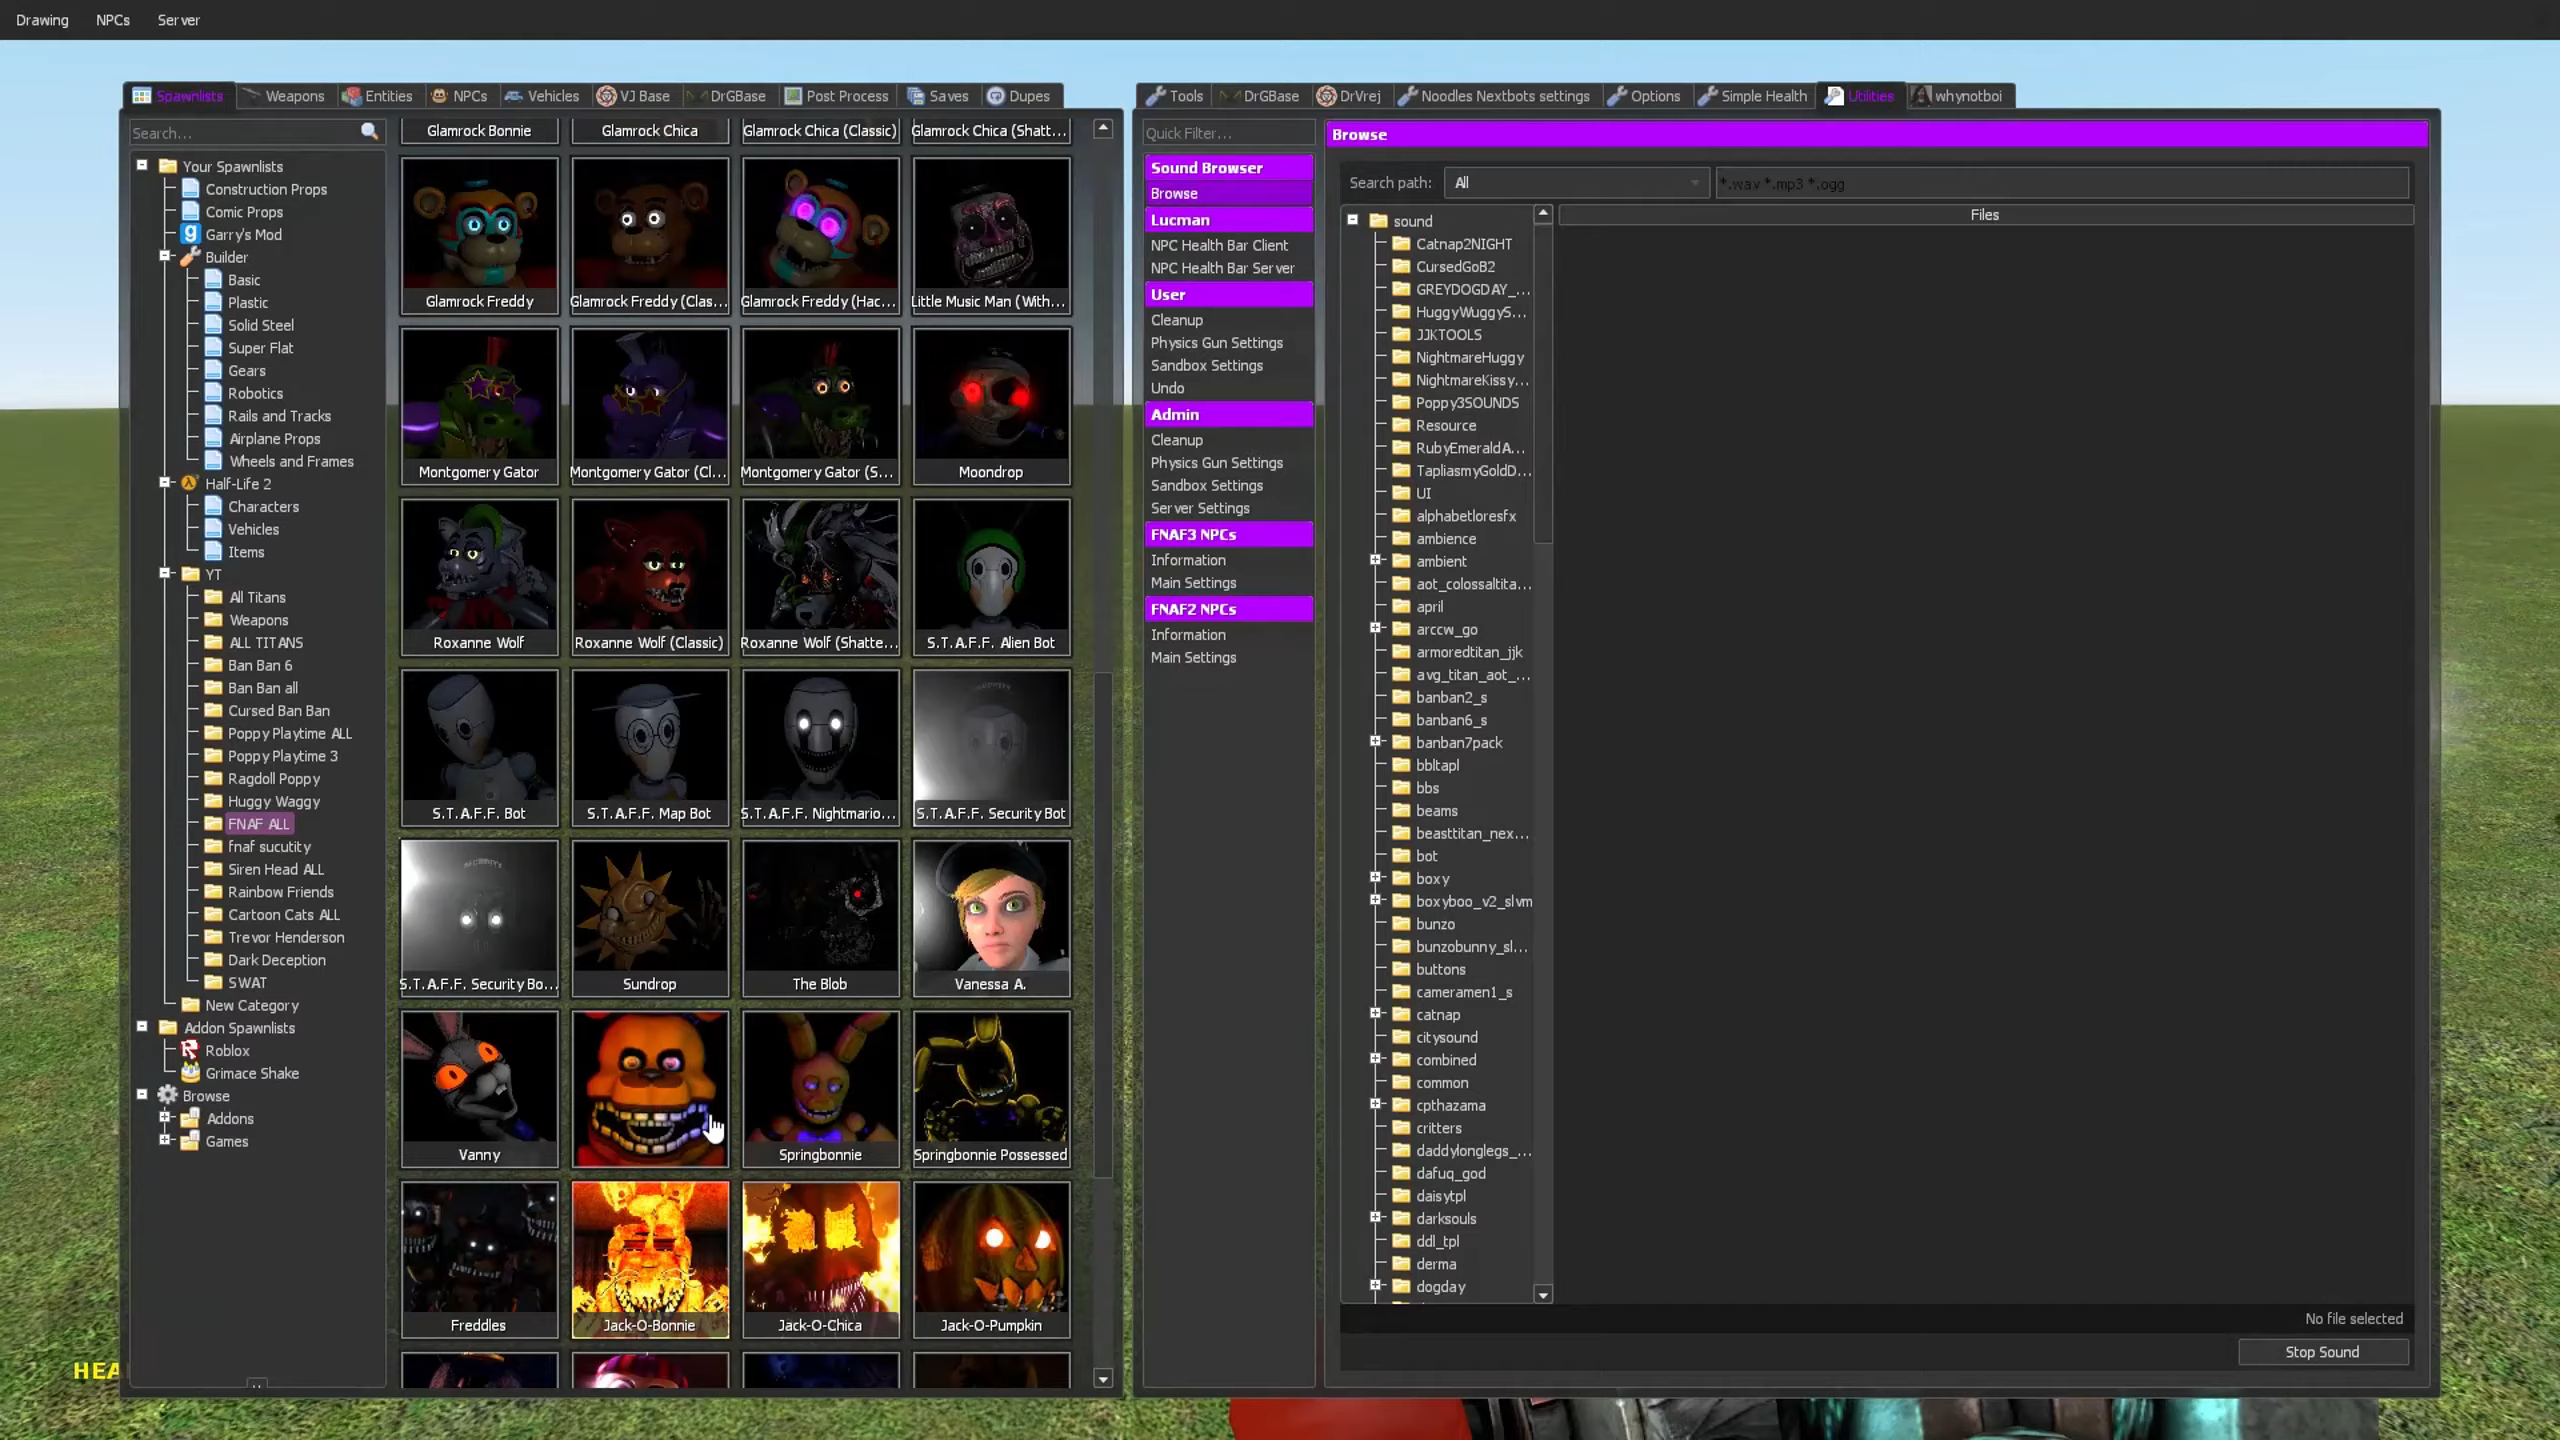 Drawing NPCs Server
Spawnlists Weapons Entities NPCs Vehicles VJ Base DrGBase Post Process Saves Dupes
Search...
Your Spawnlists
Construction Props
Comic Props
Garry's Mod
Builder
Basic
Plastic
Solid Steel
Super Flat
Gears
Robotics
Rails and Tracks
Airplane Props
Wheels and Frames
Half-Life 2
Characters
Vehicles
Items
YT
All Titans
Weapons
ALL TITANS
Ban Ban 6
Ban Ban all
Cursed Ban Ban
Poppy Playtime ALL
Poppy Playtime 3
Ragdoll Poppy
Huggy Waggy
FNAF ALL
fnaf sucutity
Siren Head ALL
Rainbow Friends
Cartoon Cats ALL
Trevor Henderson
Dark Deception
SWAT
New Category
Addon Spawnlists
Roblox
Grimace Shake
Browse
Addons
Games
Glamrock Bonnie Glamrock Chica Glamrock Chica (Classic) Glamrock Chica (Shatt...
Glamrock Freddy Glamrock Freddy (Clas... Glamrock Freddy (Hac... Little Music Man (With...
Montgomery Gator Montgomery Gator (Cl... Montgomery Gator (S... Moondrop
Roxanne Wolf Roxanne Wolf (Classic) Roxanne Wolf (Shatte... S.T.A.F.F. Alien Bot
S.T.A.F.F. Bot S.T.A.F.F. Map Bot S.T.A.F.F. Nightmario... S.T.A.F.F. Security Bot
S.T.A.F.F. Security Bo... Sundrop The Blob Vanessa A.
Vanny Springbonnie Springbonnie Possessed
Freddles Jack-O-Bonnie Jack-O-Chica Jack-O-Pumpkin
HEA
Tools DrGBase DrVrej Noodles Nextbots settings Options Simple Health Utilities whynotboi
Quick Filter...
Sound Browser
Browse
Lucman
NPC Health Bar Client
NPC Health Bar Server
User
Cleanup
Physics Gun Settings
Sandbox Settings
Undo
Admin
Cleanup
Physics Gun Settings
Sandbox Settings
Server Settings
FNAF3 NPCs
Information
Main Settings
FNAF2 NPCs
Information
Main Settings
Browse
Search path: All *.wav *.mp3 *.ogg
Files
sound
Catnap2NIGHT
CursedGoB2
GREYDOGDAY_...
HuggyWuggyS...
JJKTOOLS
NightmareHuggy
NightmareKissy...
Poppy3SOUNDS
Resource
RubyEmeraldA...
TapliasmyGoldD...
UI
alphabetloresfx
ambience
ambient
aot_colossaltita...
april
arccw_go
armoredtitan_jjk
avg_titan_aot_...
banban2_s
banban6_s
banban7pack
bbltapl
bbs
beams
beasttitan_nex...
bot
boxy
boxyboo_v2_slvm
bunzo
bunzobunny_sl...
buttons
cameramen1_s
catnap
citysound
combined
common
cpthazama
critters
daddylonglegs_...
dafuq_god
daisytpl
darksouls
ddl_tpl
derma
dogday
No file selected
Stop Sound